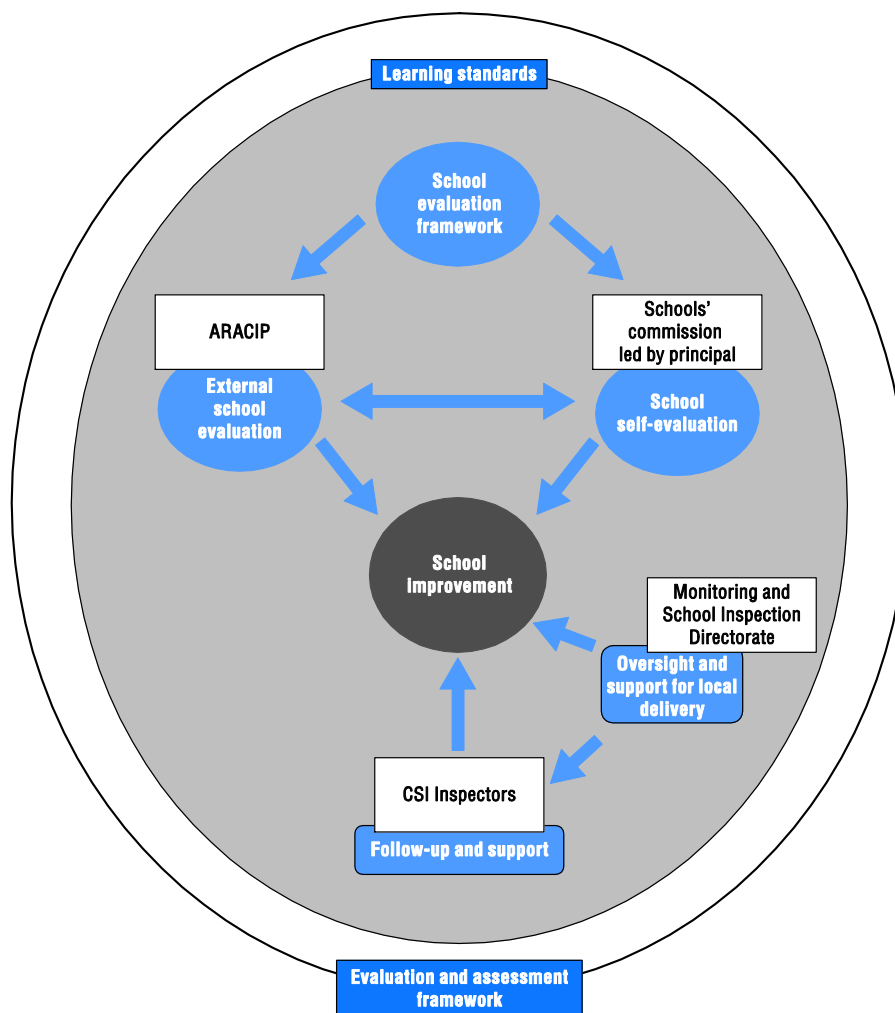 Learning standards
School
evaluation
framework
ARACIP
External
school
evaluation
Schools’
commission
led by principal
School
self-evaluation
School
improvement
Monitoring and
School Inspection
Directorate
Oversight and
support for local
delivery
CSI Inspectors
Follow-up and support
Evaluation and assessment
framework